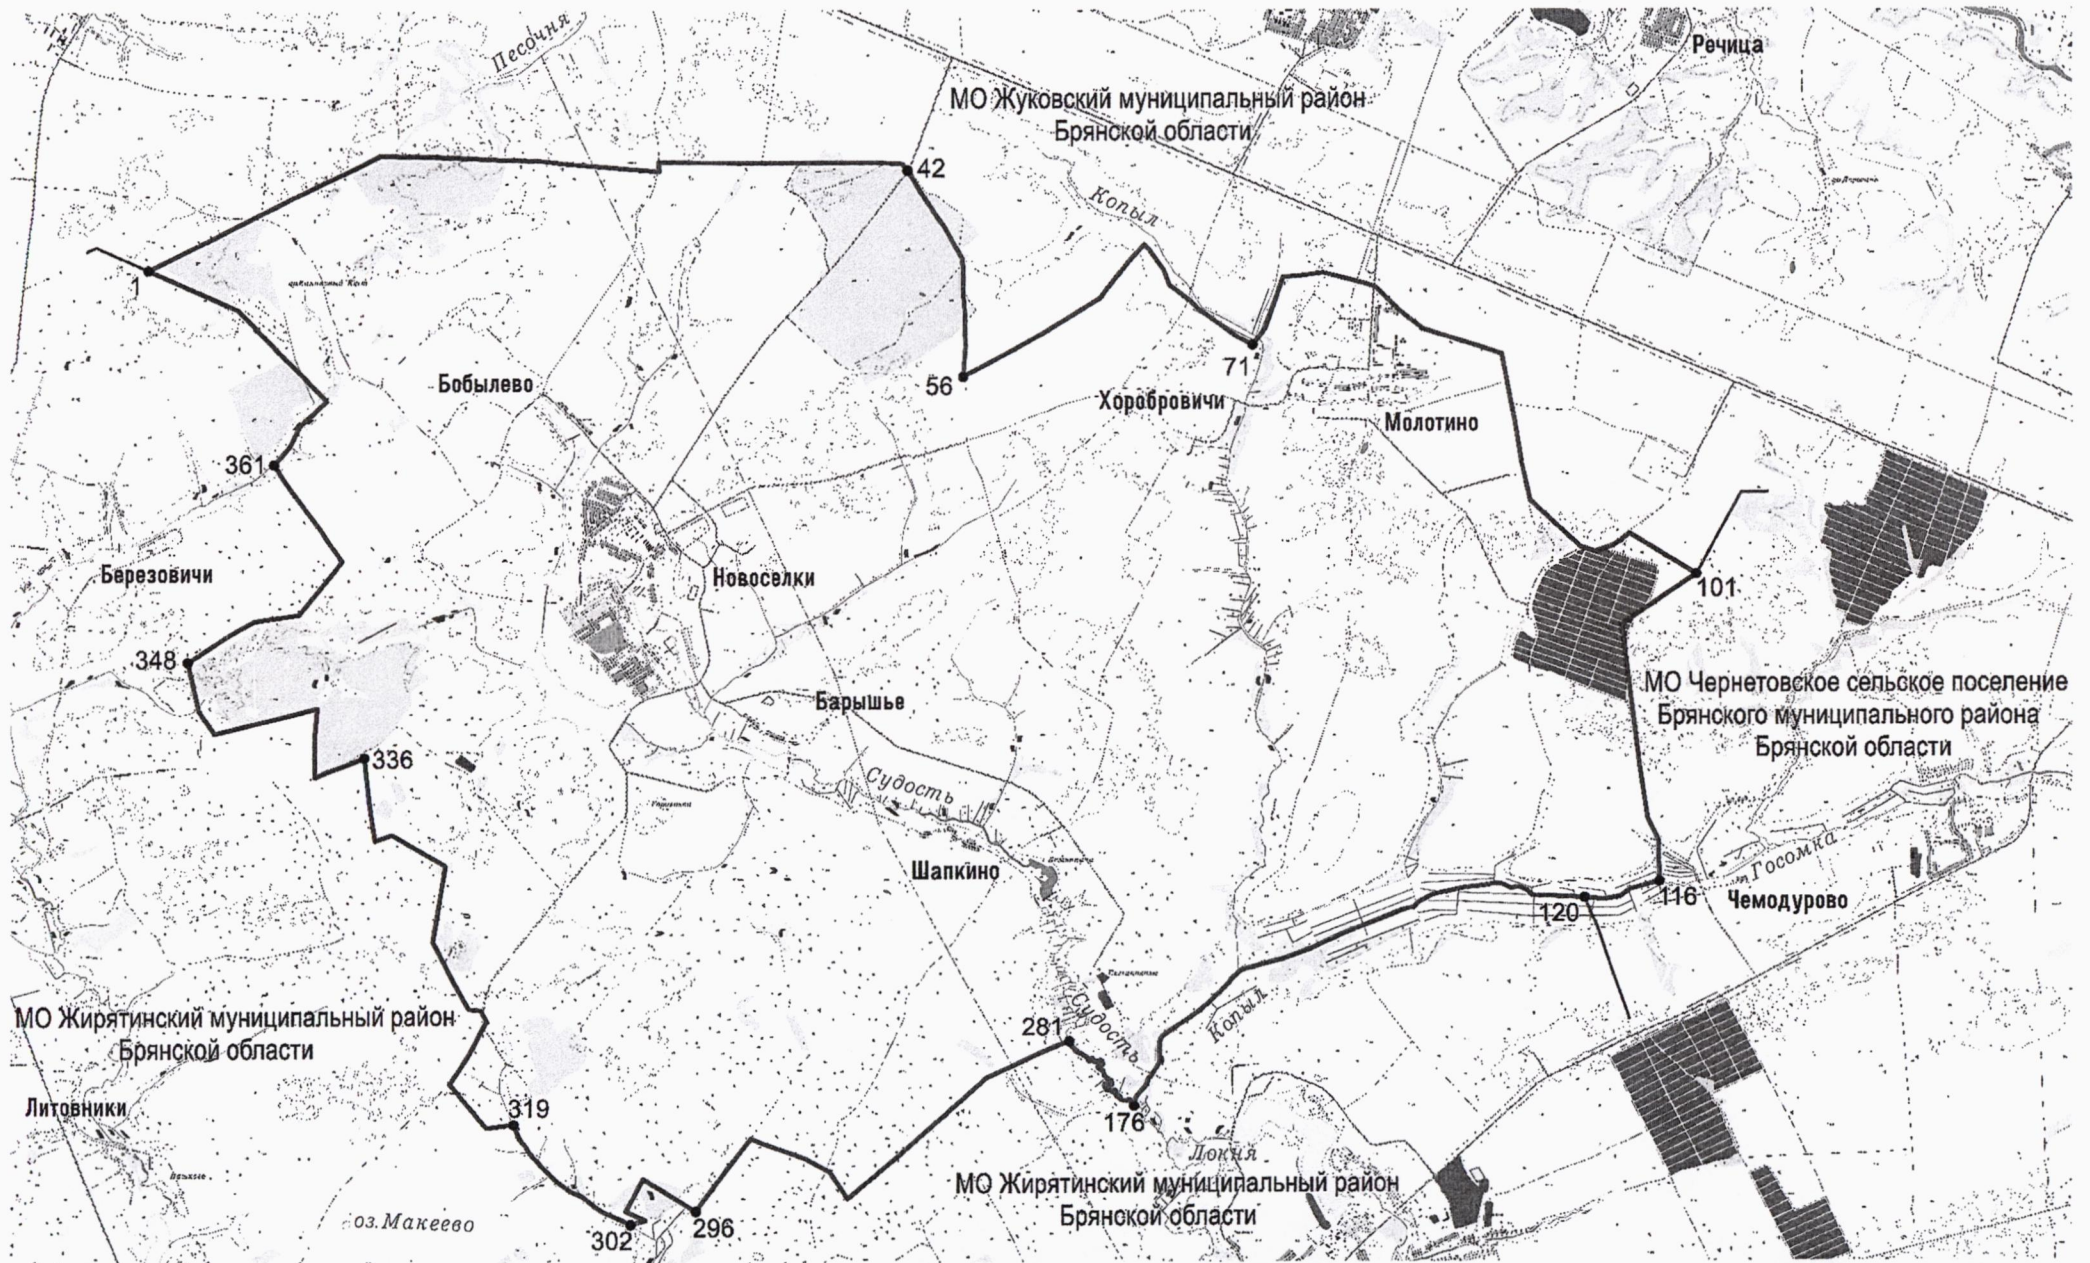 Песочня
Речица
МО Жуковский муниципальный район
Брянской области
42
Копыл
1
71
Бобылево
56
Хоробровичи
Молотино
361
Березовичи
Новоселки
101
348
МО Чернетовское сельское поселение
Брянского муниципального района
Брянской области
Барышье
336
Судость
Госомка
Шапкино
116
Чемодурово
120
МО Жирятинский муниципальный район
Брянской области
281
Судость
Копыл
Литовники
319
176
Локня
МО Жирятинский муниципальный район
Брянской области
оз.Макеево
302
296